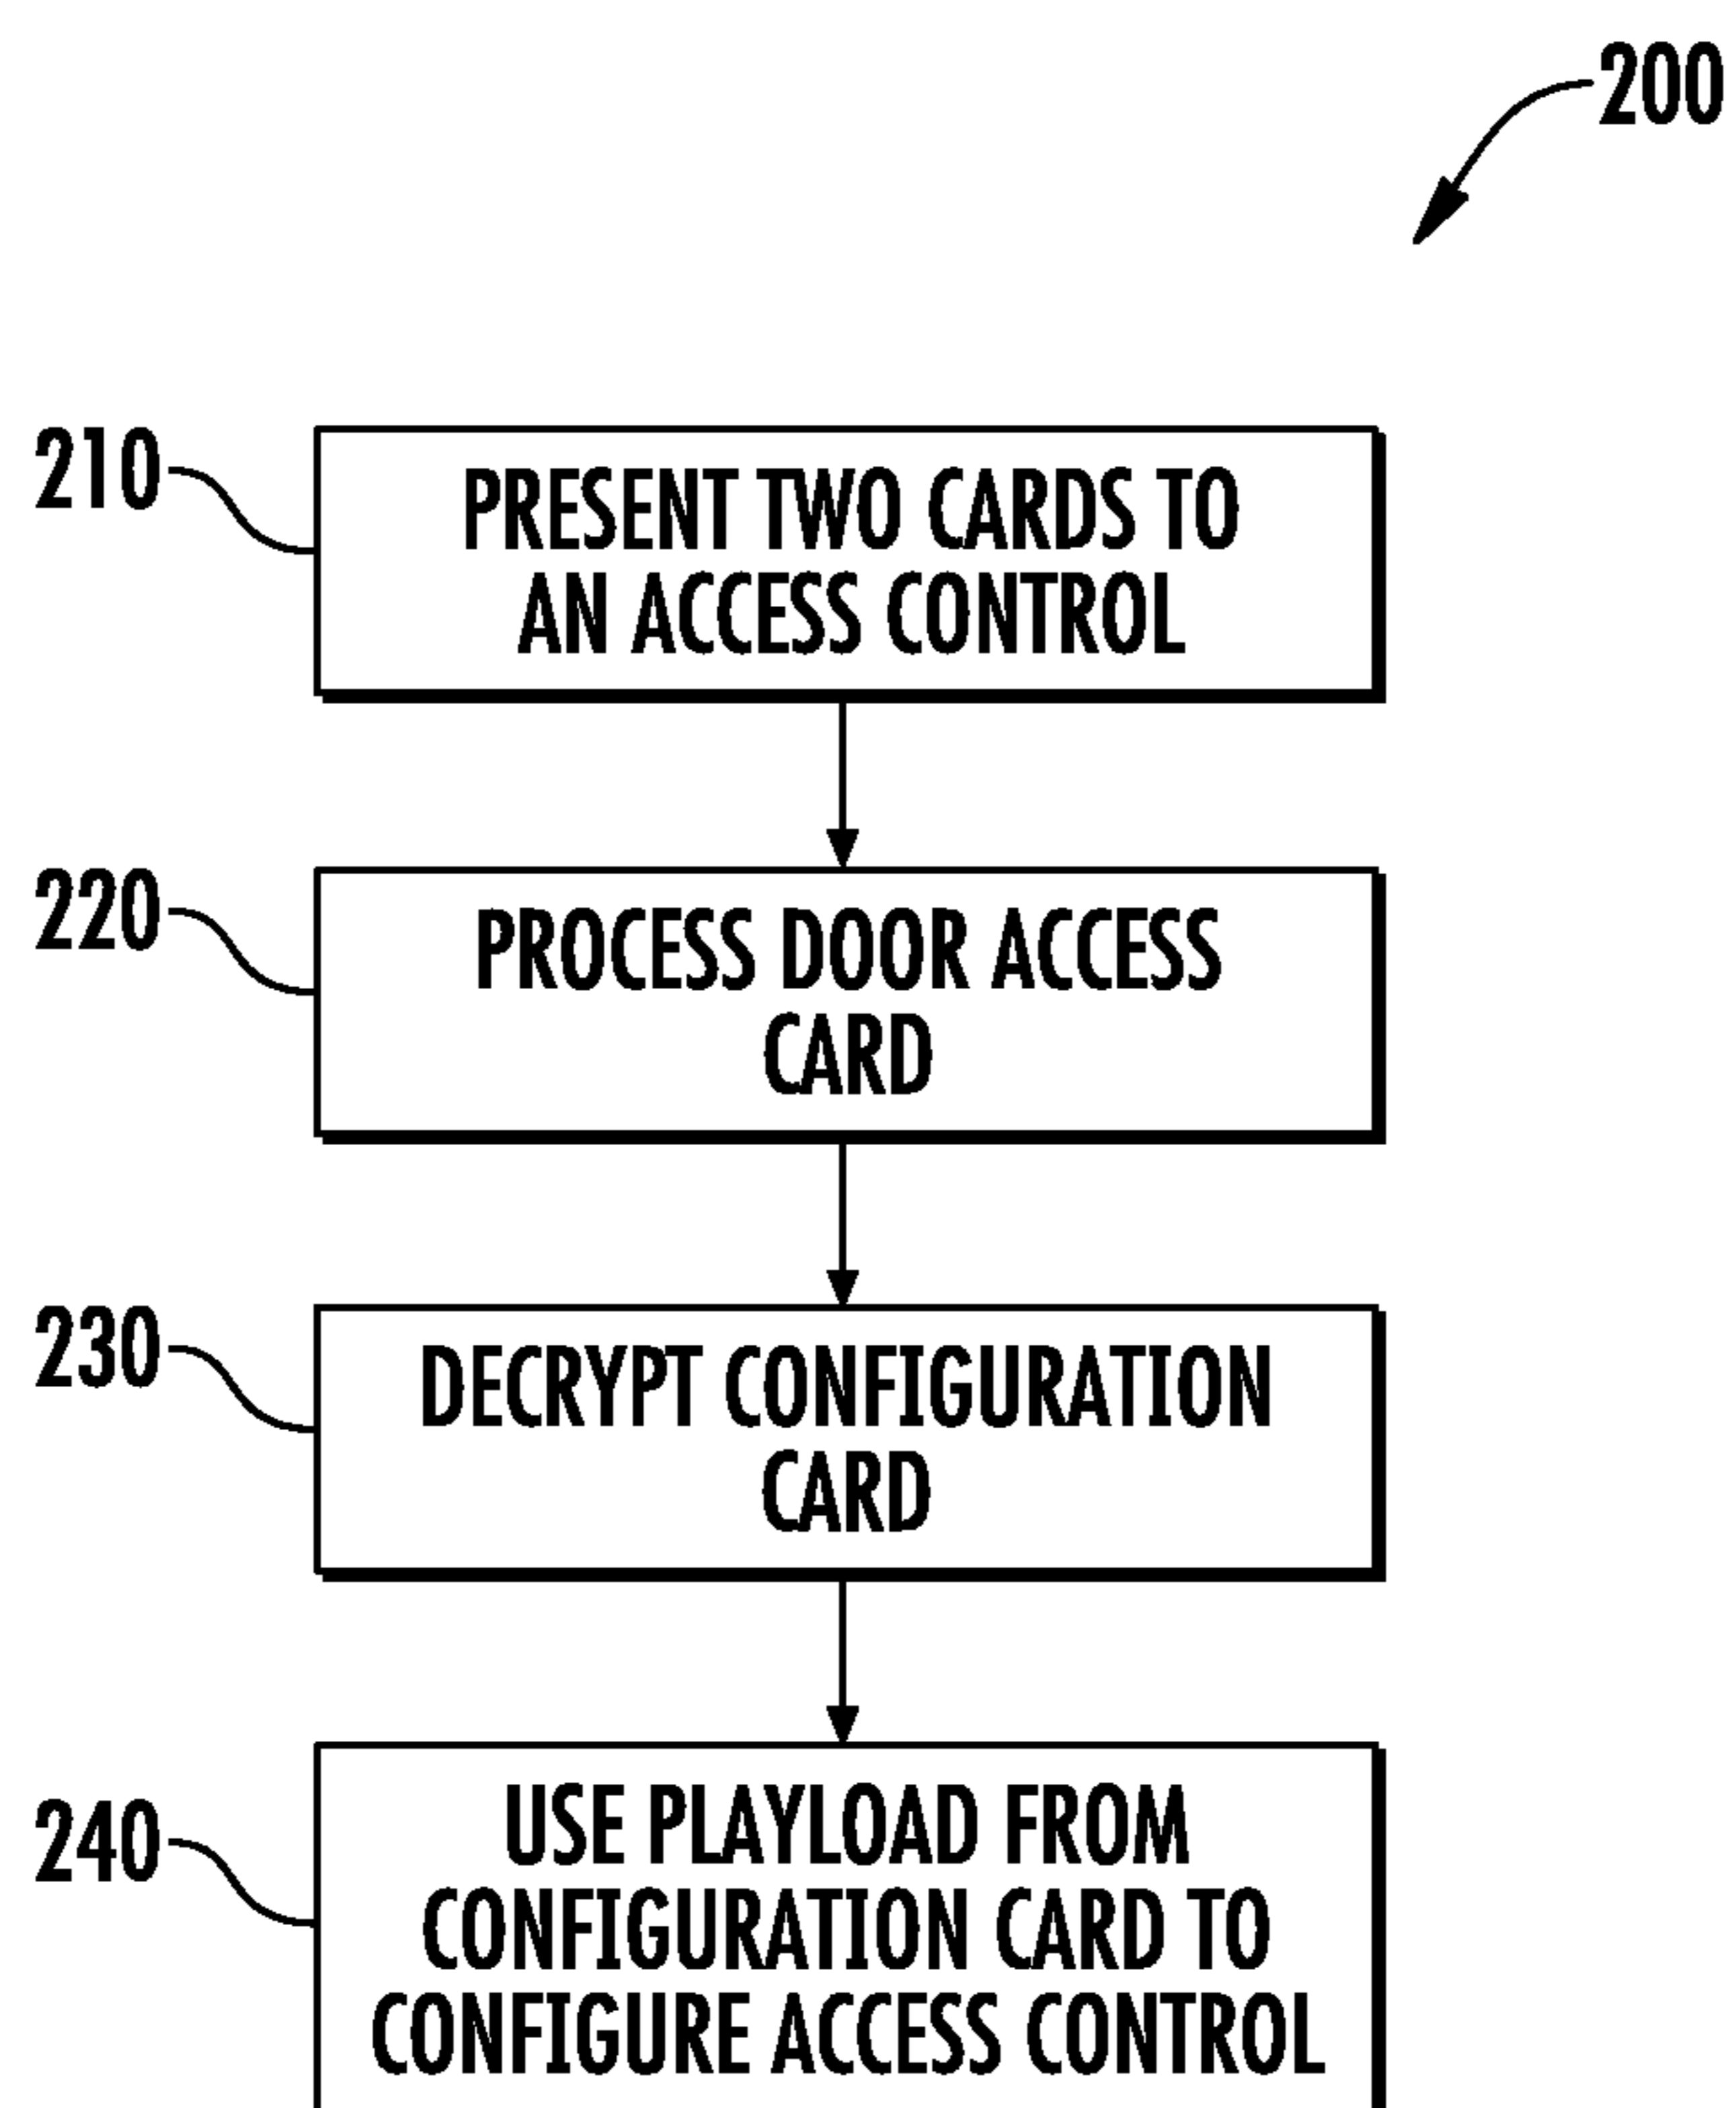 200
210
PRESENT TWO CARDS TO
AN ACCESS CONTROL
220
PROCESS DOOR ACCESS
CARD
230
DECRYPT CONFIGURATION
CARD
240
USE PLAYLOAD FROM
CONFIGURATION CARD TO
CONFIGURE ACCESS CONTROL